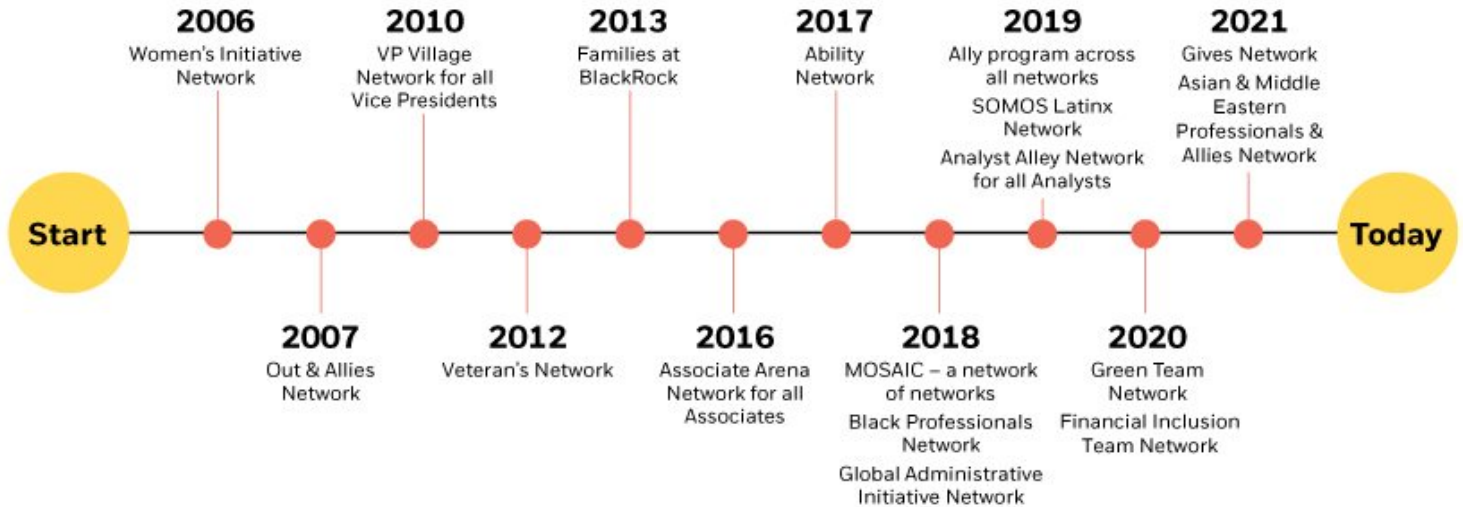 2006
Women's Initiative
Network
2010
VP Village
Network for all
Vice Presidents
2013
Families at
BlackRock
2017
Ability
Network
2019
Ally program across
all networks
SOMOS Latinx
Network
Analyst Alley Network
for all Analysts
2021
Gives Network
Asian & Middle
Eastern
Professionals &
Allies Network
Start
Today
2007
Out & Allies
Network
2012
Veteran's Network
2016
Associate Arena
Network for all
Associates
2018
MOSAIC – a network
of networks
Black Professionals
Network
Global Administrative
Initiative Network
2020
Green Team
Network
Financial Inclusion
Team Network